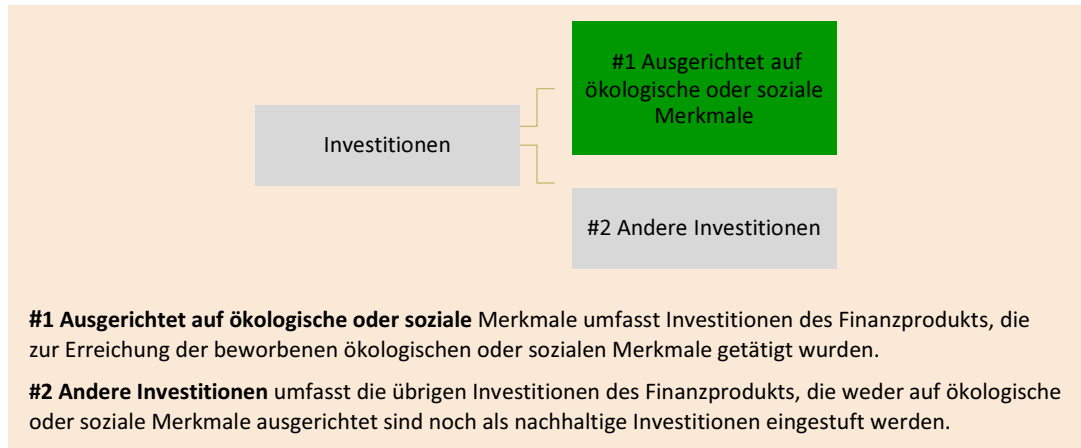 #1 Ausgerichtet auf
ökologische oder soziale
Merkmale
Investitionen
#2 Andere Investitionen
#1 Ausgerichtet auf ökologische oder soziale Merkmale umfasst Investitionen des Finanzprodukts, die
zur Erreichung der beworbenen ökologischen oder sozialen Merkmale getätigt wurden.
#2 Andere Investitionen umfasst die übrigen Investitionen des Finanzprodukts, die weder auf ökologische
oder soziale Merkmale ausgerichtet sind noch als nachhaltige Investitionen eingestuft werden.